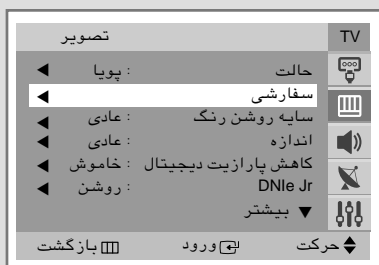 تصویر TV
حالت : پویا
سفارشی
سایه روشن رنگ : عادی
اندازه : عادی
کاهش پارازیت دیجیتال : خاموش
DNIe Jr : روشن
▼ بیشتر
حرکت ورود بازگشت